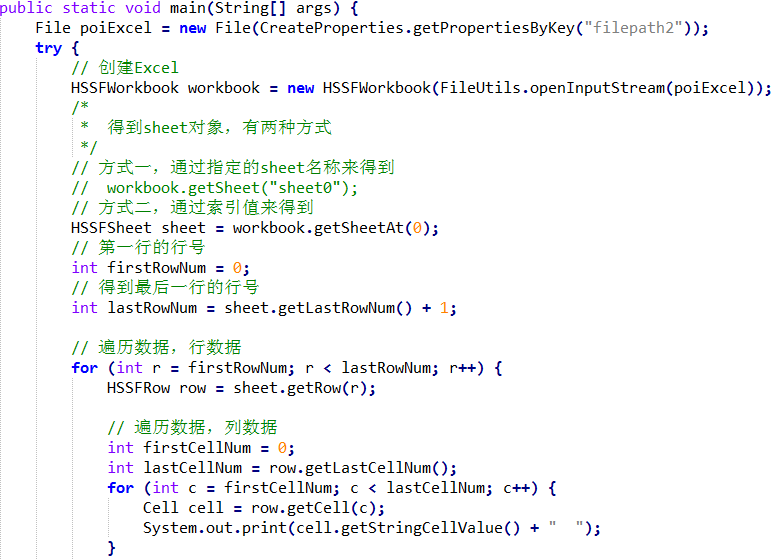 public static void main(String[] args) {
File poiExcel = new File(CreateProperties.getPropertiesByKey("filepath2"));
try {
// 创建Excel
HSSFWorkbook workbook = new HSSFWorkbook(FileUtils.openInputStream(poiExcel));
/*
* 得到sheet对象，有两种方式
*/
// 方式一，通过指定的sheet名称来得到
// workbook.getSheet("sheet0");
// 方式二，通过索引值来得到
HSSFSheet sheet = workbook.getSheetAt(0);
// 第一行的行号
int firstRowNum = 0;
// 得到最后一行的行号
int lastRowNum = sheet.getLastRowNum() + 1;
// 遍历数据，行数据
for (int r = firstRowNum; r < lastRowNum; r++) {
HSSFRow row = sheet.getRow(r);
// 遍历数据，列数据
int firstCellNum = 0;
int lastCellNum = row.getLastCellNum();
for (int c = firstCellNum; c < lastCellNum; c++) {
Cell cell = row.getCell(c);
System.out.print(cell.getStringCellValue() + "  ");
}